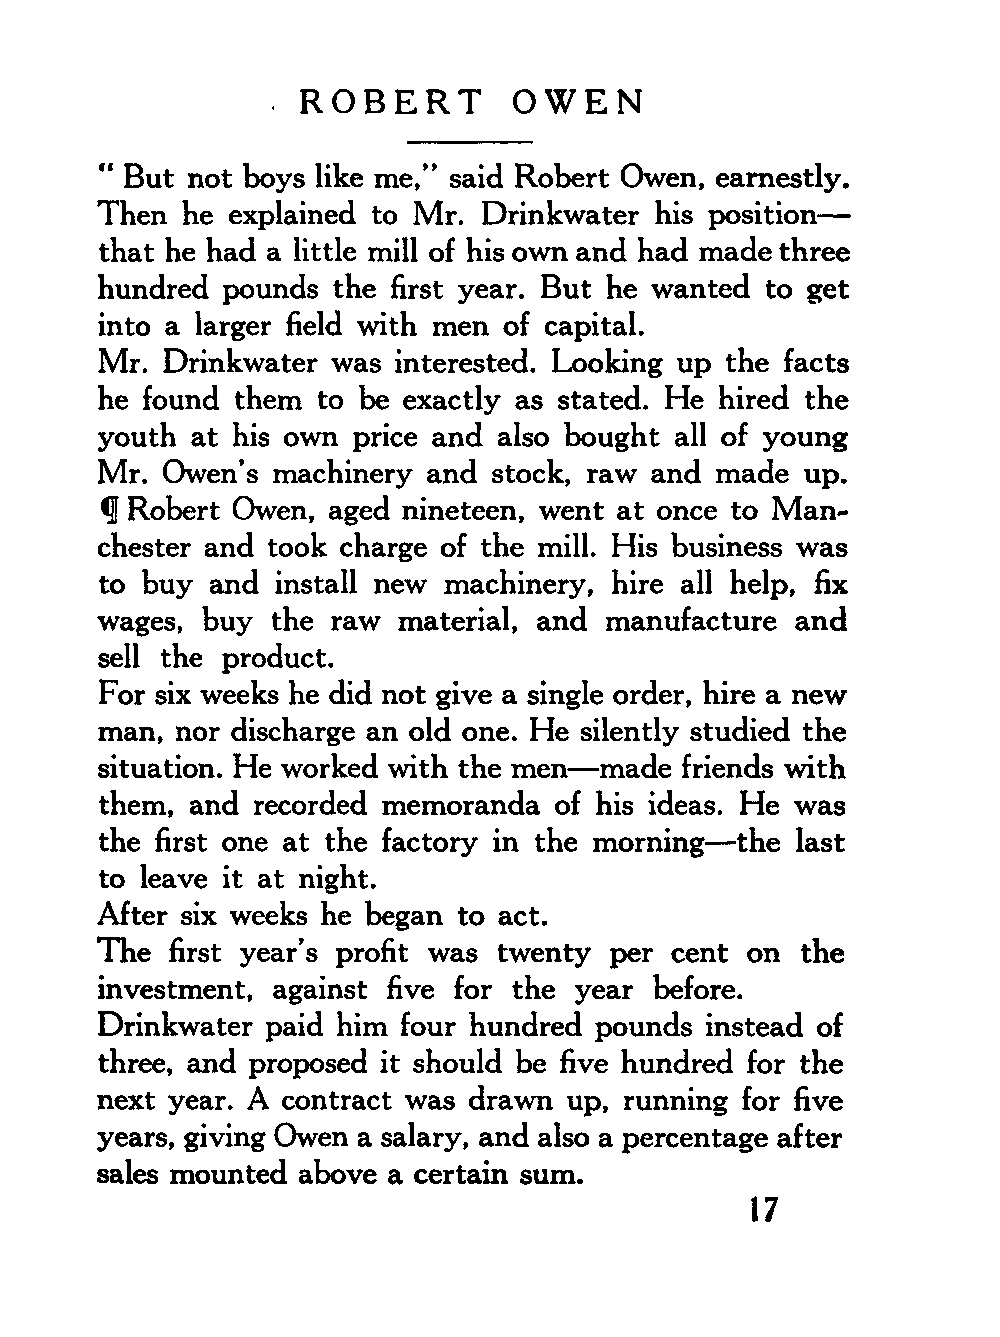 ROBERT OWEN
“ But not boys like me,” said Robert Owen, earnestly.
Then he explained to Mr. Drinkwater his position—
that he had a little mill of his own and had made three
hundred pounds the first year. But he wanted to get
into a larger field with men of capital.
Mr. Drinkwater was interested. Looking up the facts
he found them to be exactly as stated. He hired the
youth at his own price and also bought all of young
Mr. Owen's machinery and stock, raw and made up.
¶ Robert Owen, aged nineteen, went at once to Man-
chester and took charge of the mill. His business was
to buy and install new machinery, hire all help, fix
wages, buy the raw material, and manufacture and
sell the product.
For six weeks he did not give a single order, hire a new
man, nor discharge an old one. He silently studied the
situation. He worked with the men—made friends with
them, and recorded memoranda of his ideas. He was
the first one at the factory in the morning—the last
to leave it at night.
After six weeks he began to act.
The first year's profit was twenty per cent on the
investment, against five for the year before.
Drinkwater paid him four hundred pounds instead of
three, and proposed it should be five hundred for the
next year. A contract was drawn up, running for five
years, giving Owen a salary, and also a percentage after
sales mounted above a certain sum.
17